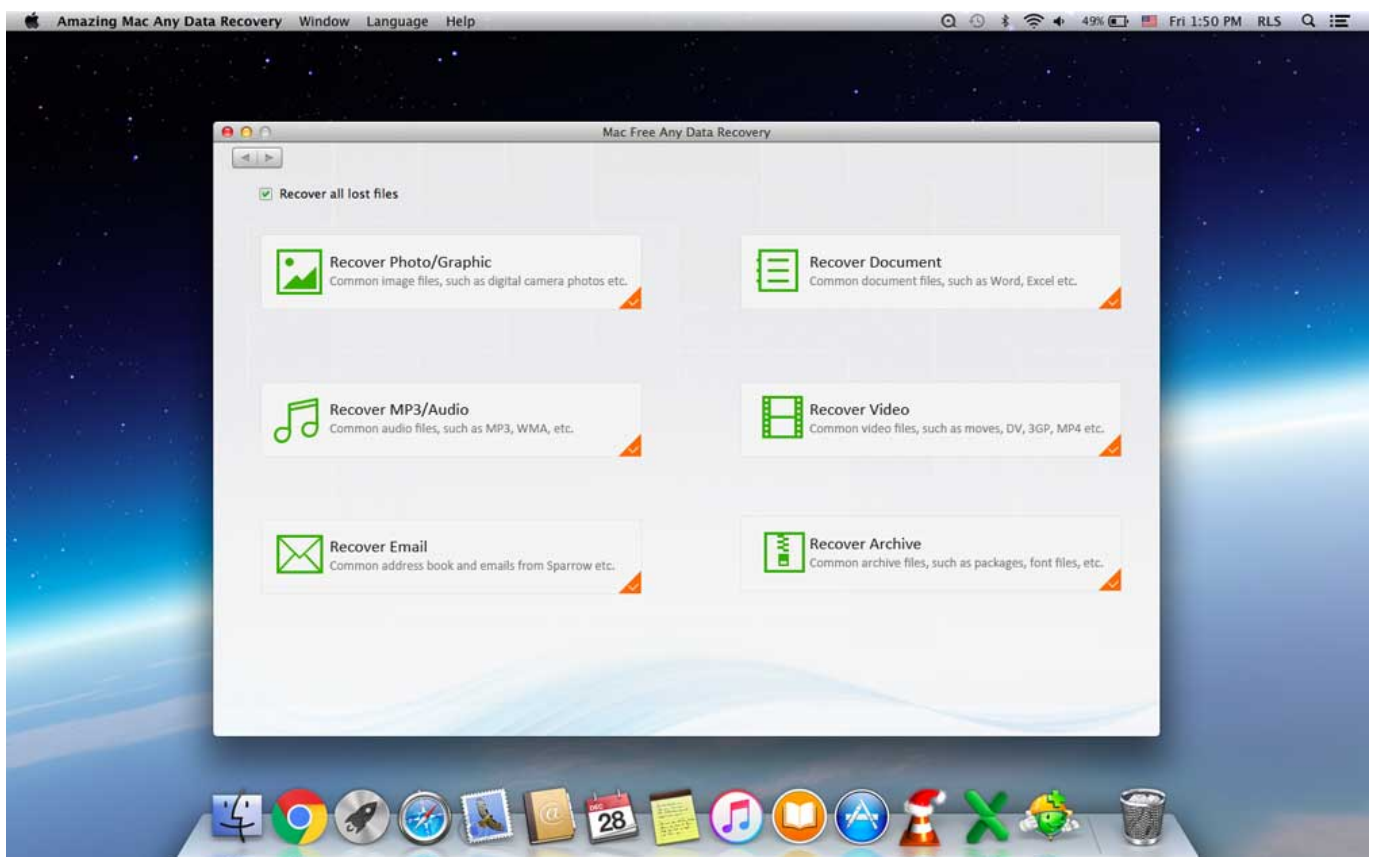 Amazing Mac Any Data Recovery Window Language Help 49% Fri 1:50 PM RLS
Mac Free Any Data Recovery
Recover all lost files
Recover Photo/Graphic
Common image files, such as digital camera photos etc.
Recover Document
Common document files, such as Word, Excel etc.
Recover MP3/Audio
Common audio files, such as MP3, WMA, etc.
Recover Video
Common video files, such as moves, DV, 3GP, MP4 etc.
Recover Email
Common address book and emails from Sparrow etc.
Recover Archive
Common archive files, such as packages, font files, etc.
DEC
28